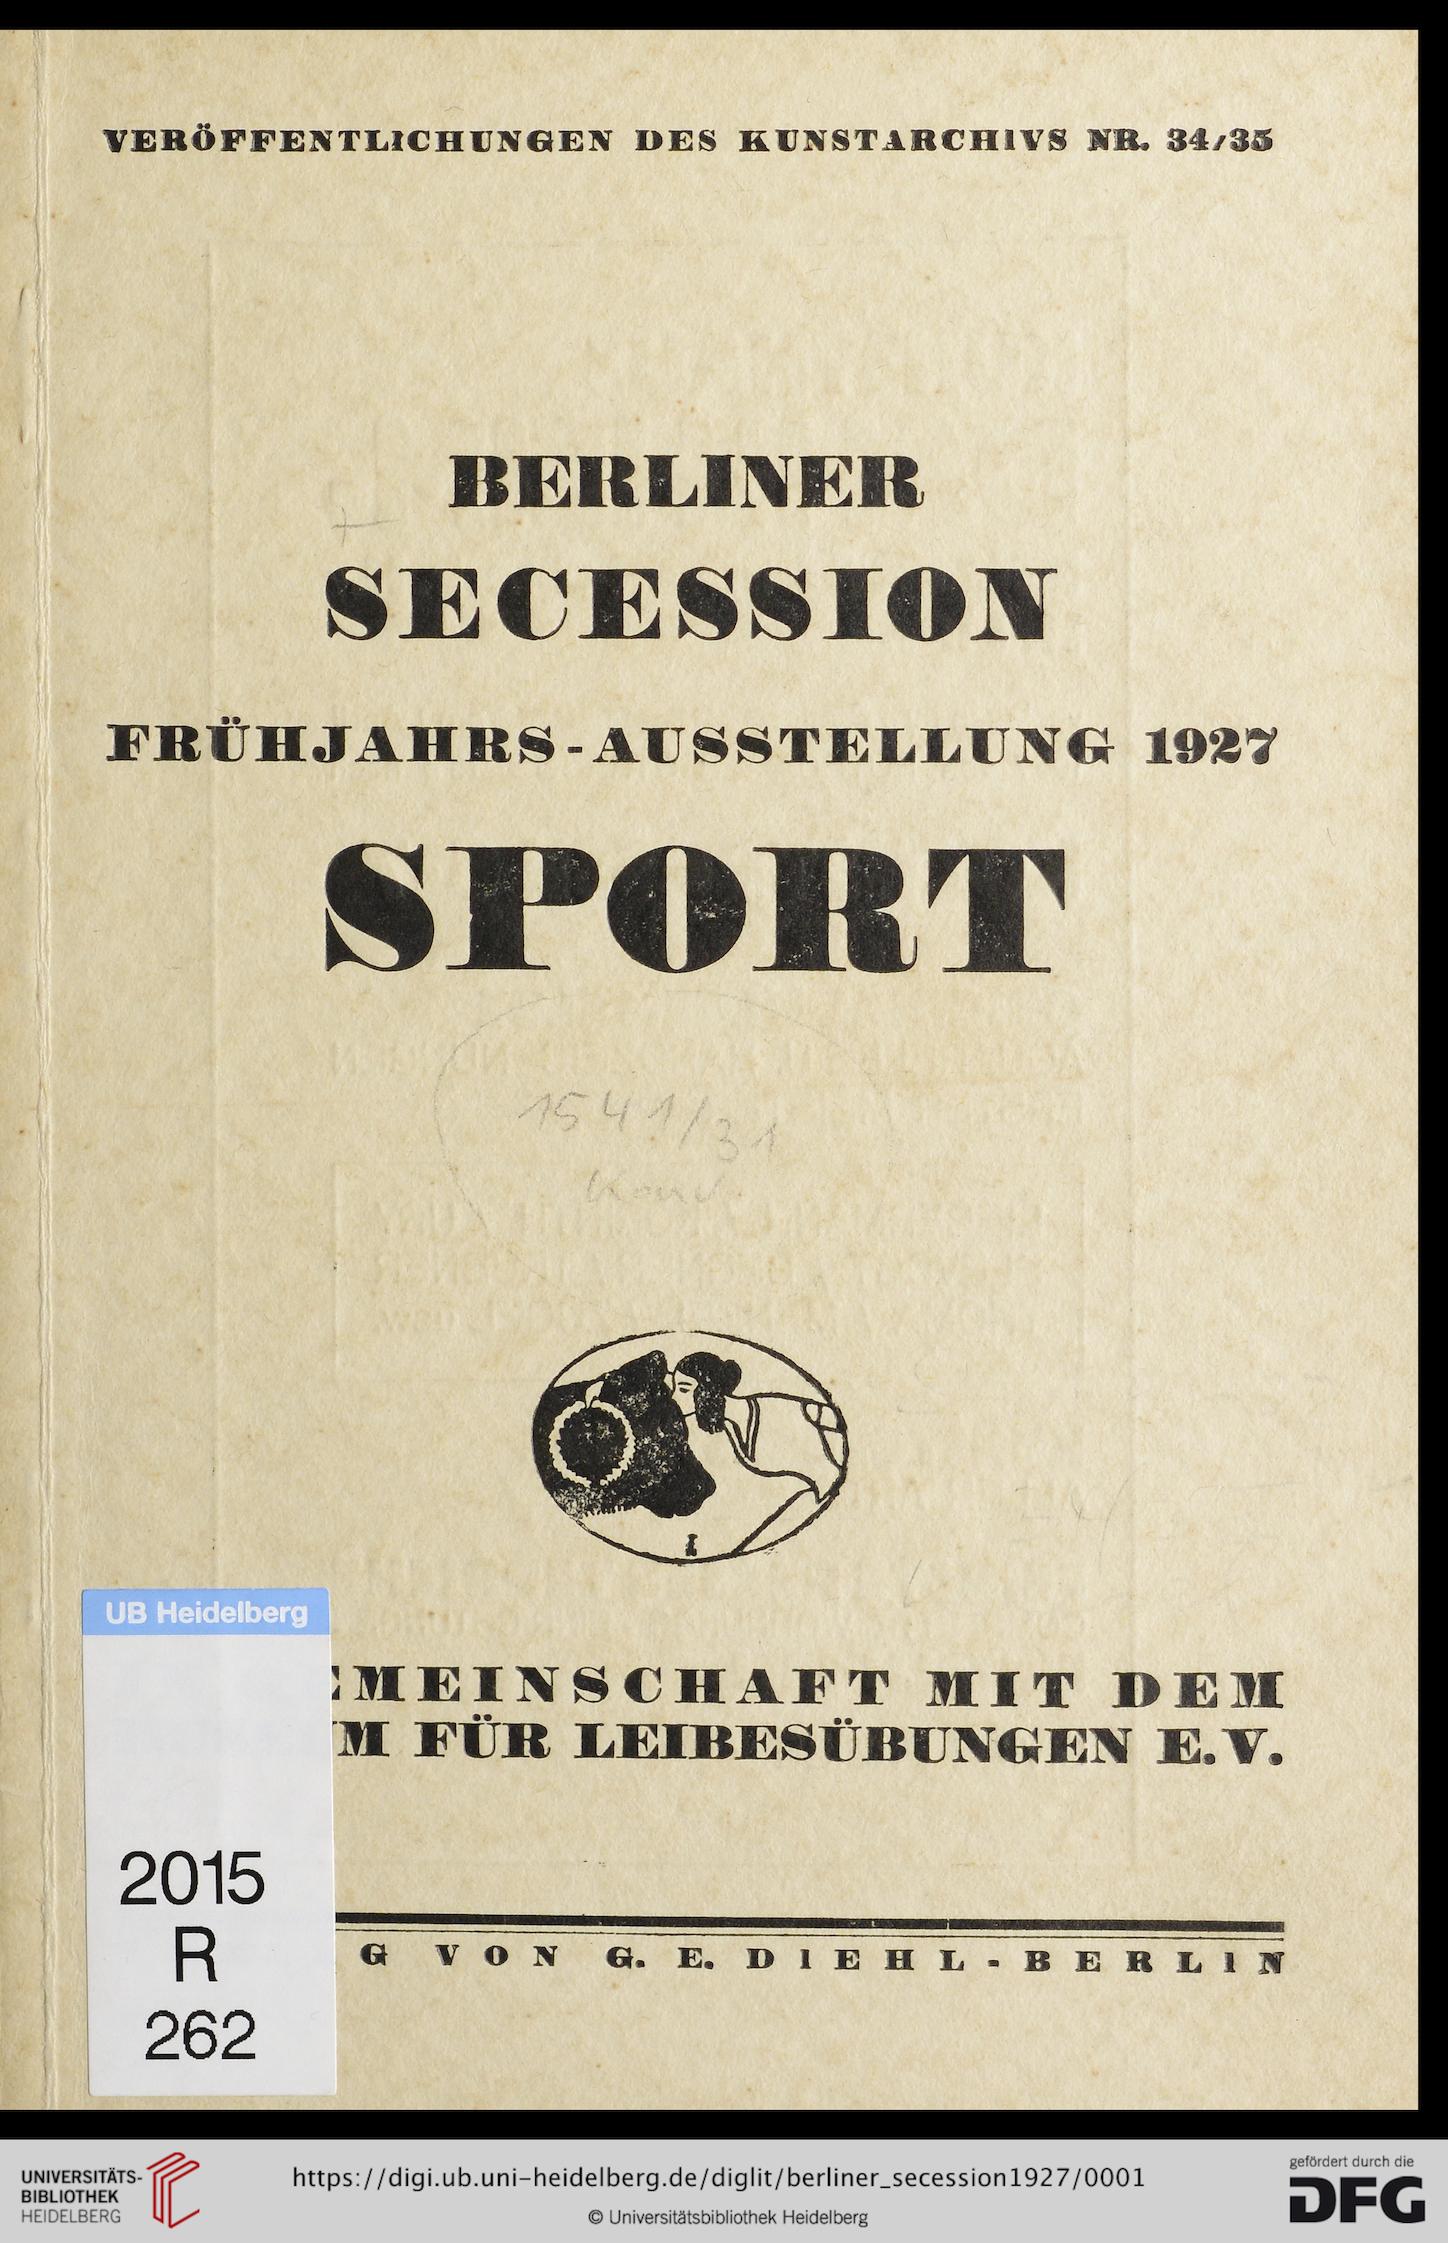 VERÖFFENTLICHUNGEN DES KUNSTARCHIVS NR. 34/35
BERLINER
SECESSION
FRÜHJAHRS-AUSSTELLUNG 1927
SPORT
1541/31
UB Heidelberg
EMEINSCHAFT MIT DEM
M FÜR LEIBESÜBUNGEN E.V.
2015
R
262
G VON G. E. DIEHL-BERLIN
UNIVERSITÄTS-
BIBLIOTHEK
HEIDELBERG
https://digi.ub.uni-heidelberg.de/diglit/berliner_secession1927/0001
© Universitätsbibliothek Heidelberg
gefördert durch die
DFG